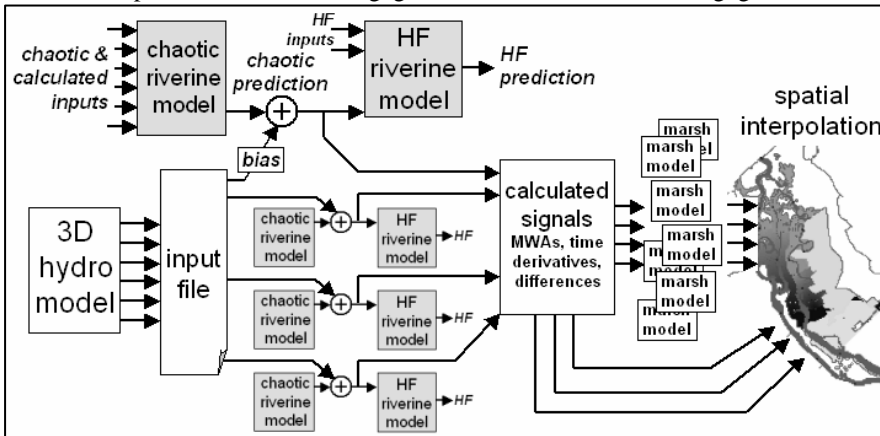 chaotic &
calculated
inputs
chaotic
riverine
model
chaotic
prediction
HF
inputs
HF
riverine
model
HF
prediction
+
bias
3D
hydro
model
input
file
chaotic
riverine
model
+
HF
riverine
model
HF
chaotic
riverine
model
+
HF
riverine
model
HF
chaotic
riverine
model
+
HF
riverine
model
HF
calculated
signals
MWAs, time
derivatives,
differences
marsh
marsh
model
marsh
model
marsh
model
marsh
model
model
marsh
model
spatial
interpolation